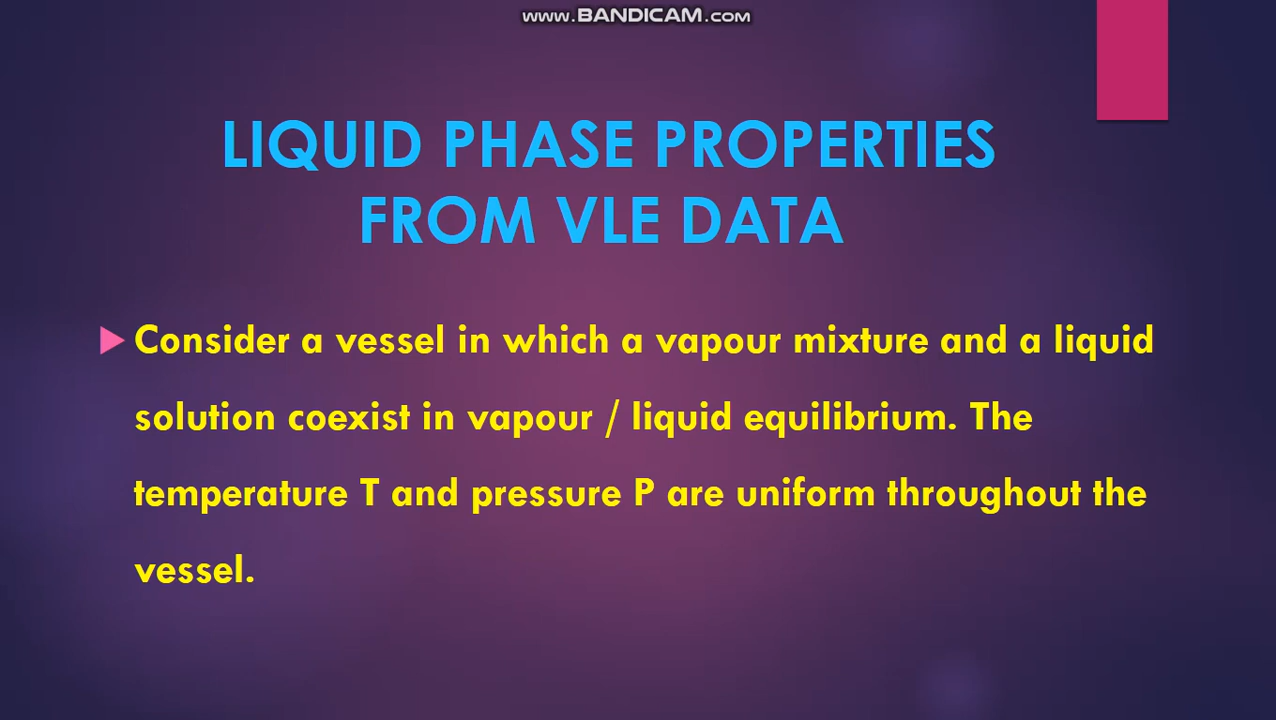 www.BANDICAM.com
LIQUID PHASE PROPERTIES
FROM VLE DATA
Consider a vessel in which a vapour mixture and a liquid
solution coexist in vapour / liquid equilibrium. The
temperature T and pressure P are uniform throughout the
vessel.